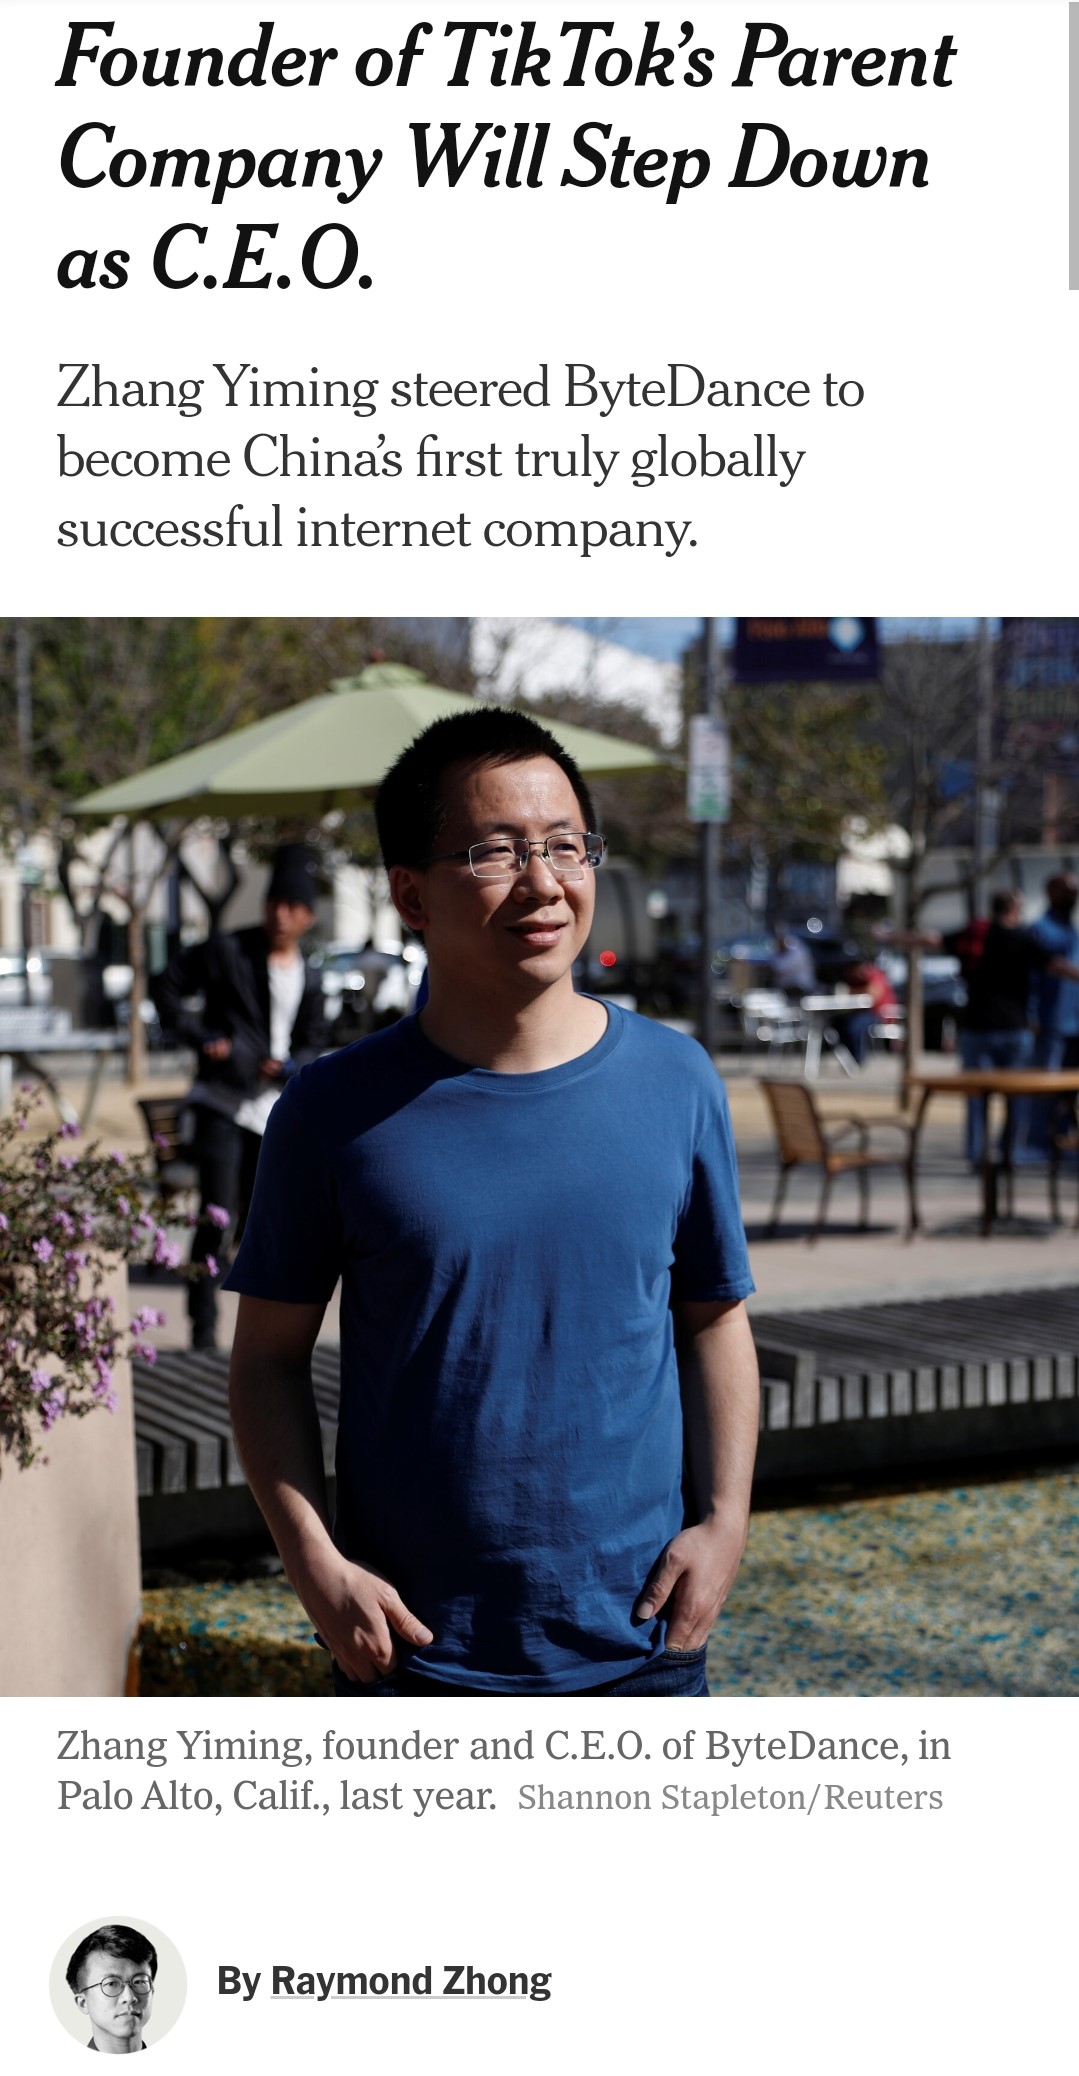 Founder of TikTok’s Parent
Company Will Step Down
as C.E.O.
Zhang Yiming steered ByteDance to
become China’s first truly globally
successful internet company.
Zhang Yiming, founder and C.E.O. of ByteDance, in
Palo Alto, Calif., last year. Shannon Stapleton/Reuters
By Raymond Zhong